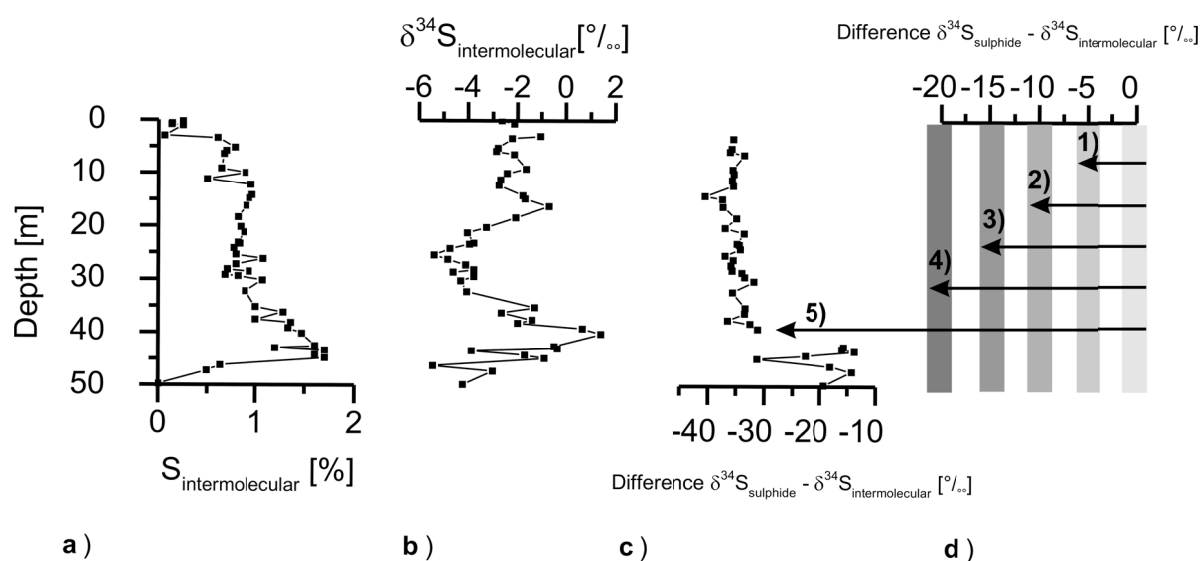 δ34Sintermolecular[°/°°]
-6 -4 -2 0 2
Difference δ34Ssulphide - δ34Sintermolecular [°/°°]
-20 -15 -10 -5 0
Depth [m]
0
10
20
30
40
50
0 1 2
Sintermolecular [%]
1)
2)
3)
4)
5)
-40 -30 -20 -10
Difference δ34Ssulphide - δ34Sintermolecular [°/°°]
a) b) c) d)